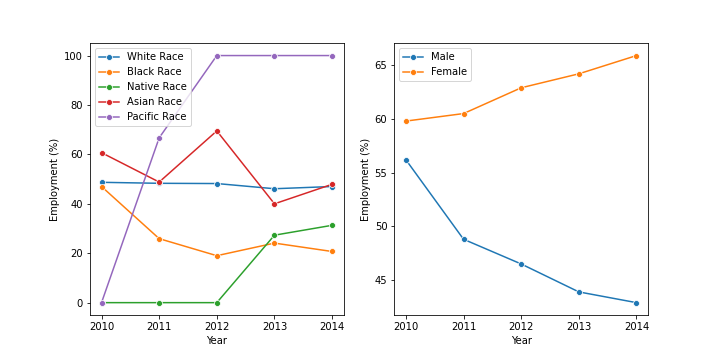 White Race
Black Race
Native Race
Asian Race
Pacific Race
100
80
60
40
20
0
Employment (%)
2010 2011 2012 2013 2014
Year
Male
Female
65
60
55
50
45
Employment (%)
2010 2011 2012 2013 2014
Year